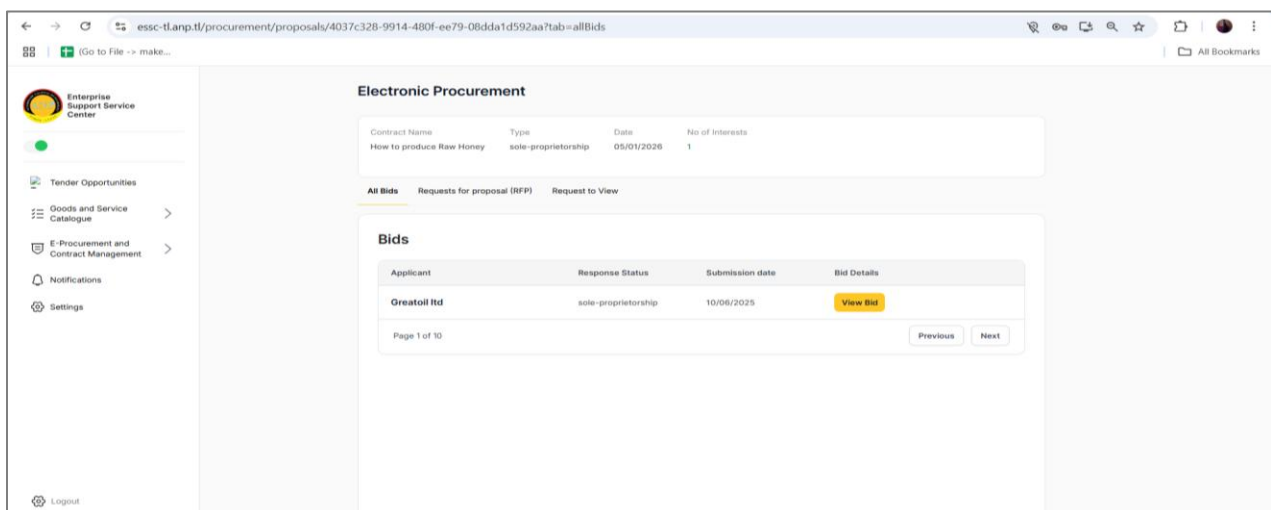 essc-tl.anp.tl/procurement/proposals/4037c328-9914-480f-ee79-08dda1d592aa?tab=allBids
(Go to File -> make...
All Bookmarks
Enterprise
Support Service
Center
Tender Opportunities
Goods and Service
Catalogue
E-Procurement and
Contract Management
Notifications
Settings
Logout
Electronic Procurement
Contract Name Type Date No of Interests
How to produce Raw Honey sole-proprietorship 05/01/2026 1
All Bids Requests for proposal (RFP) Request to View
Bids
Applicant Response Status Submission date Bid Details
Greatoil ltd sole-proprietorship 10/06/2025 View Bid
Page 1 of 10 Previous Next